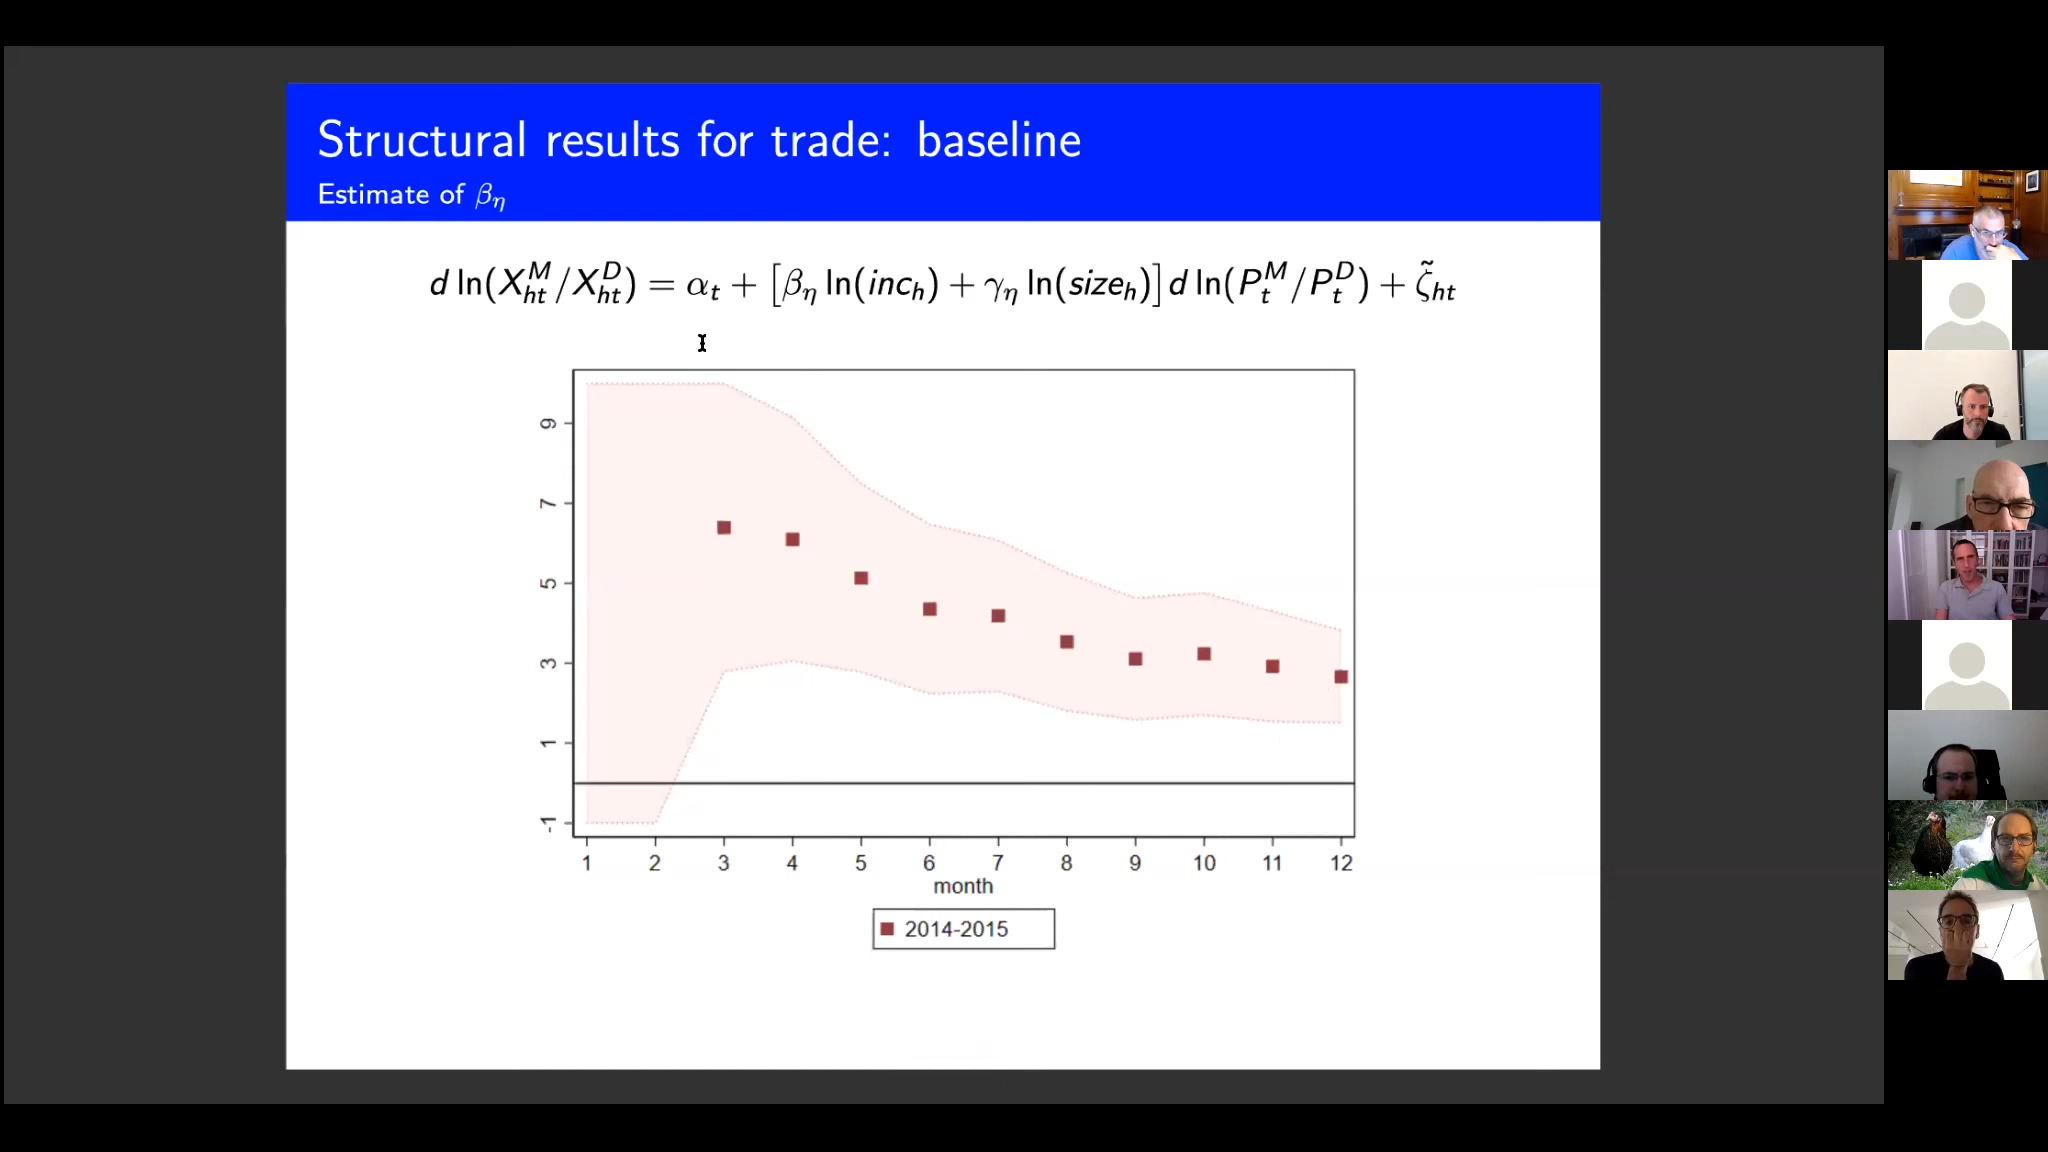 Structural results for trade: baseline
Estimate of βη
d ln(X^M_ht/X^D_ht) = αt + [βη ln(inc_h) + γη ln(size_h)] d ln(P^M_t/P^D_t) + ζ̃ht
9
7
5
3
1
-1
1 2 3 4 5 6 7 8 9 10 11 12
month
2014-2015